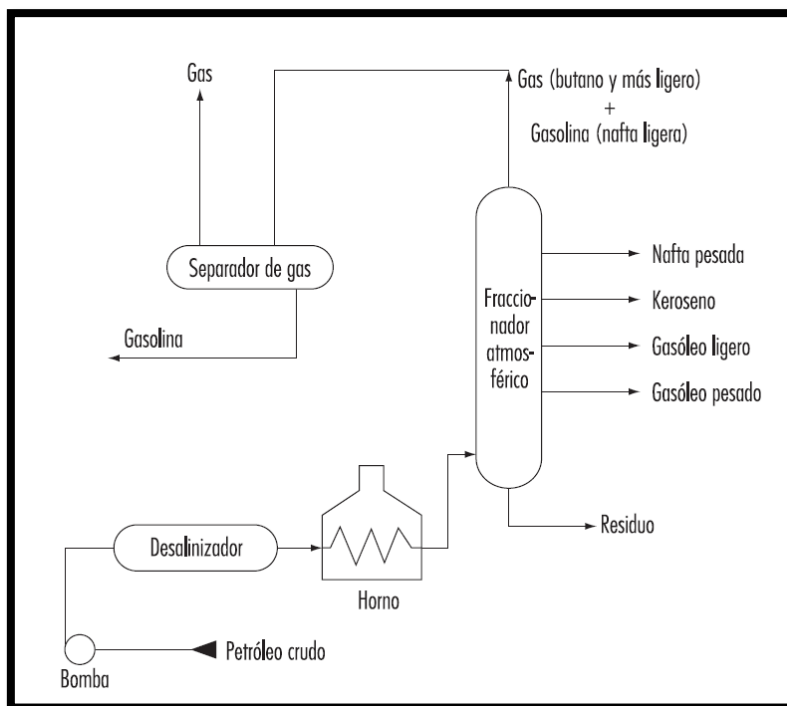 Gas
Gas (butano y más ligero)
+
Gasolina (nafta ligera)
Separador de gas
Gasolina
Fraccio-
nador
atmos-
férico
Nafta pesada
Keroseno
Gasóleo ligero
Gasóleo pesado
Residuo
Desalinizador
Horno
Petróleo crudo
Bomba